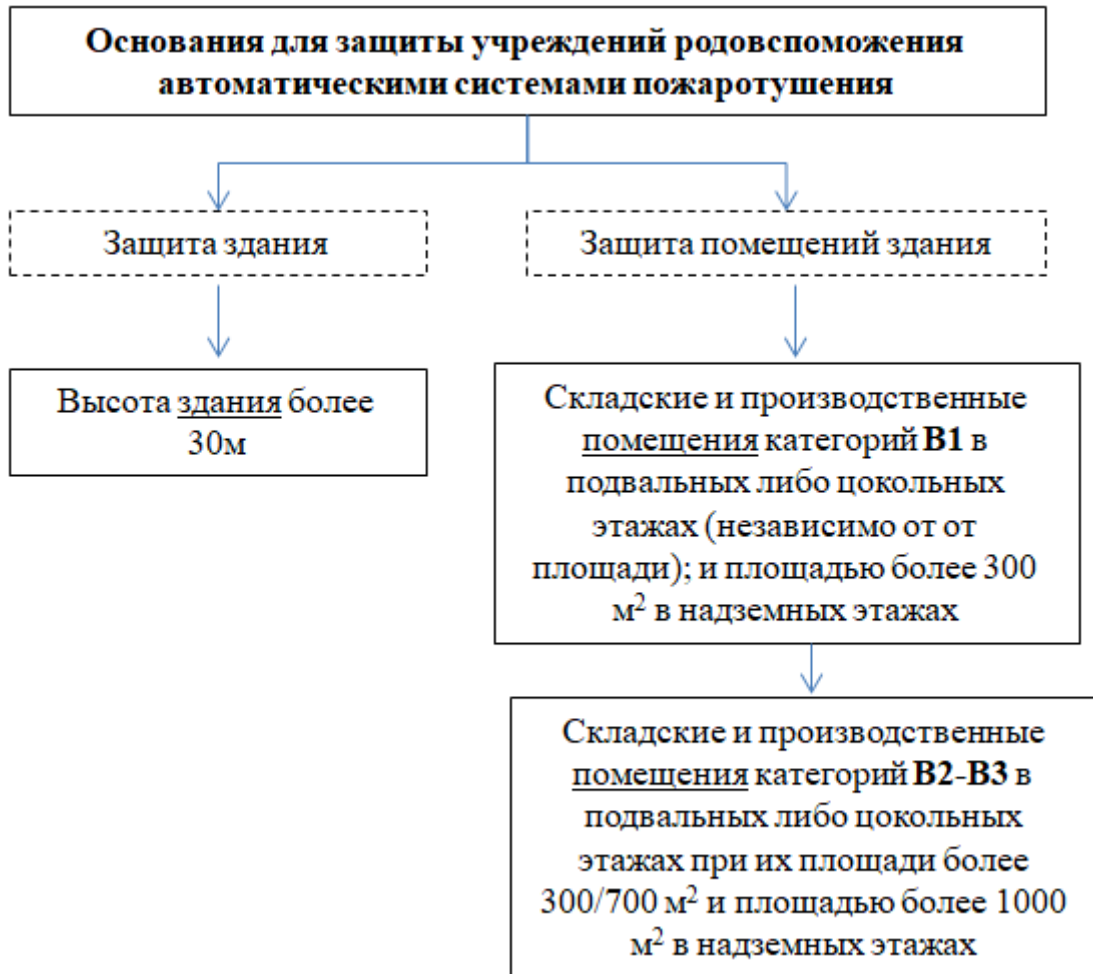 Основания для защиты учреждений родовспоможения
автоматическими системами пожаротушения
Защита здания
Защита помещений здания
Высота здания более
30м
Складские и производственные
помещения категорий В1 в
подвальных либо цокольных
этажах (независимо от от
площади); и площадью более 300
м² в надземных этажах
Складские и производственные
помещения категорий В2-В3 в
подвальных либо цокольных
этажах при их площади более
300/700 м² и площадью более 1000
м² в надземных этажах